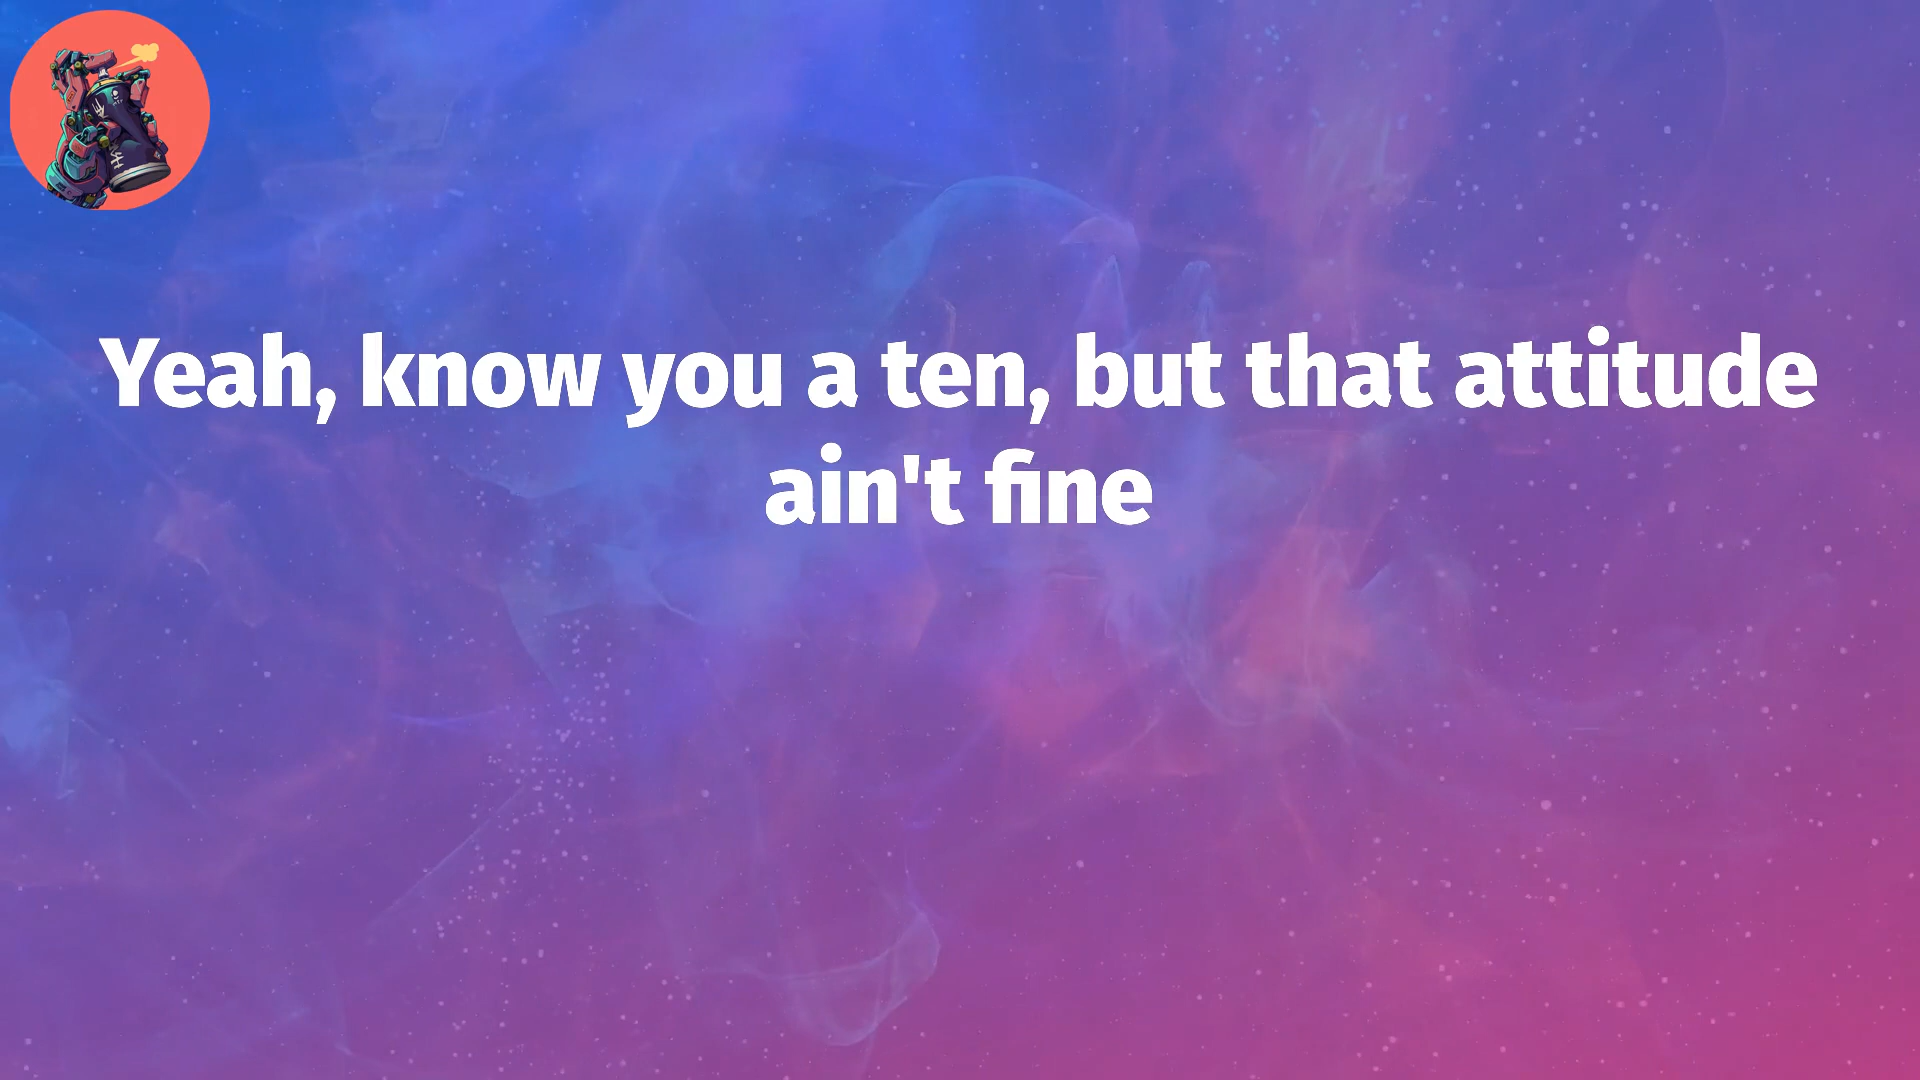 Yeah, know you a ten, but that attitude
ain't fine